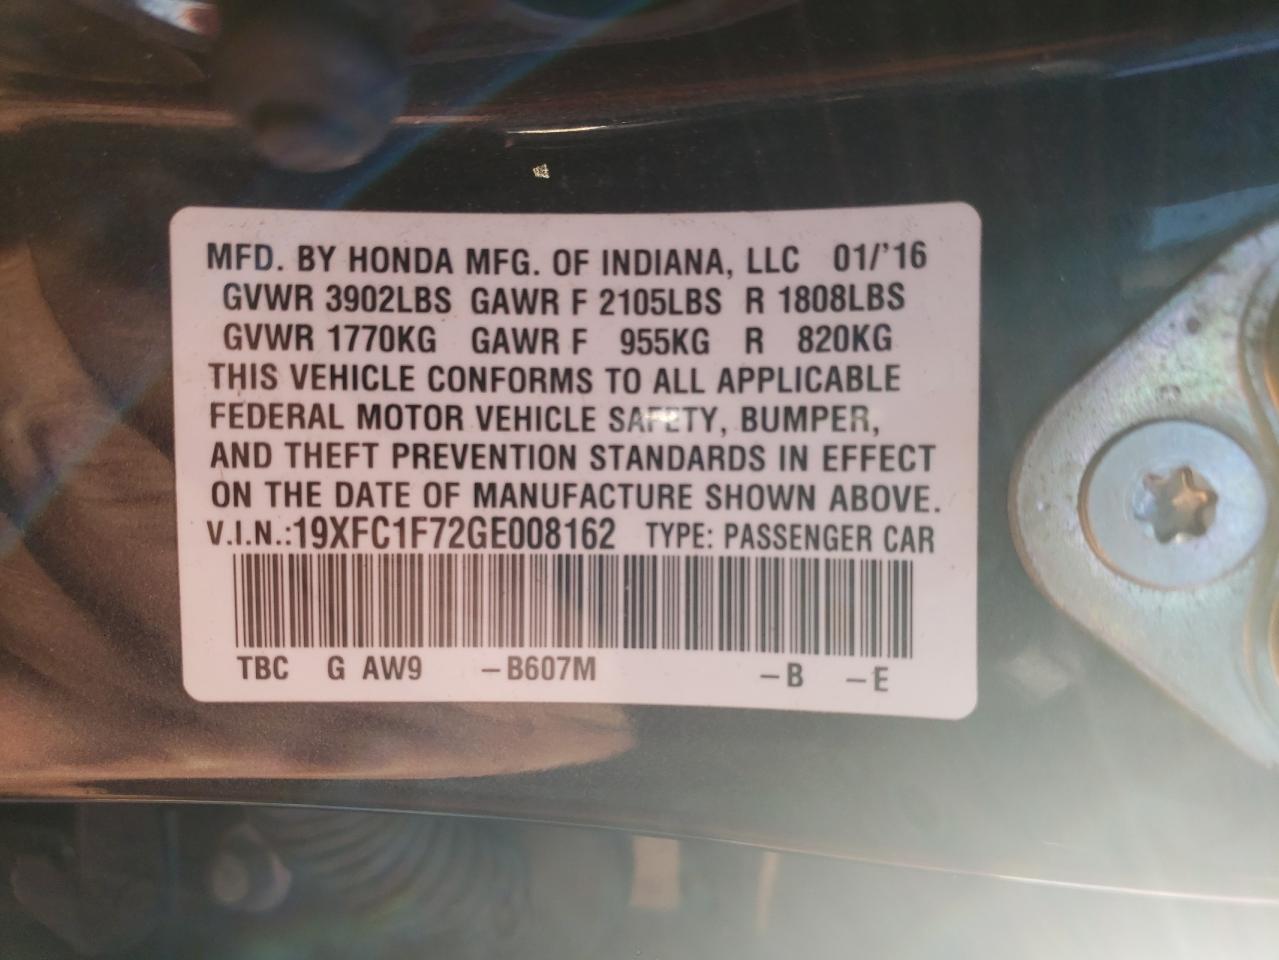 MFD. BY HONDA MFG. OF INDIANA, LLC 01/'16
GVWR 3902LBS GAWR F 2105LBS R 1808LBS
GVWR 1770KG GAWR F 955KG R 820KG
THIS VEHICLE CONFORMS TO ALL APPLICABLE
FEDERAL MOTOR VEHICLE SAFETY, BUMPER,
AND THEFT PREVENTION STANDARDS IN EFFECT
ON THE DATE OF MANUFACTURE SHOWN ABOVE.
V.I.N.:19XFC1F72GE008162 TYPE: PASSENGER CAR
TBC G AW9 –B607M –B –E